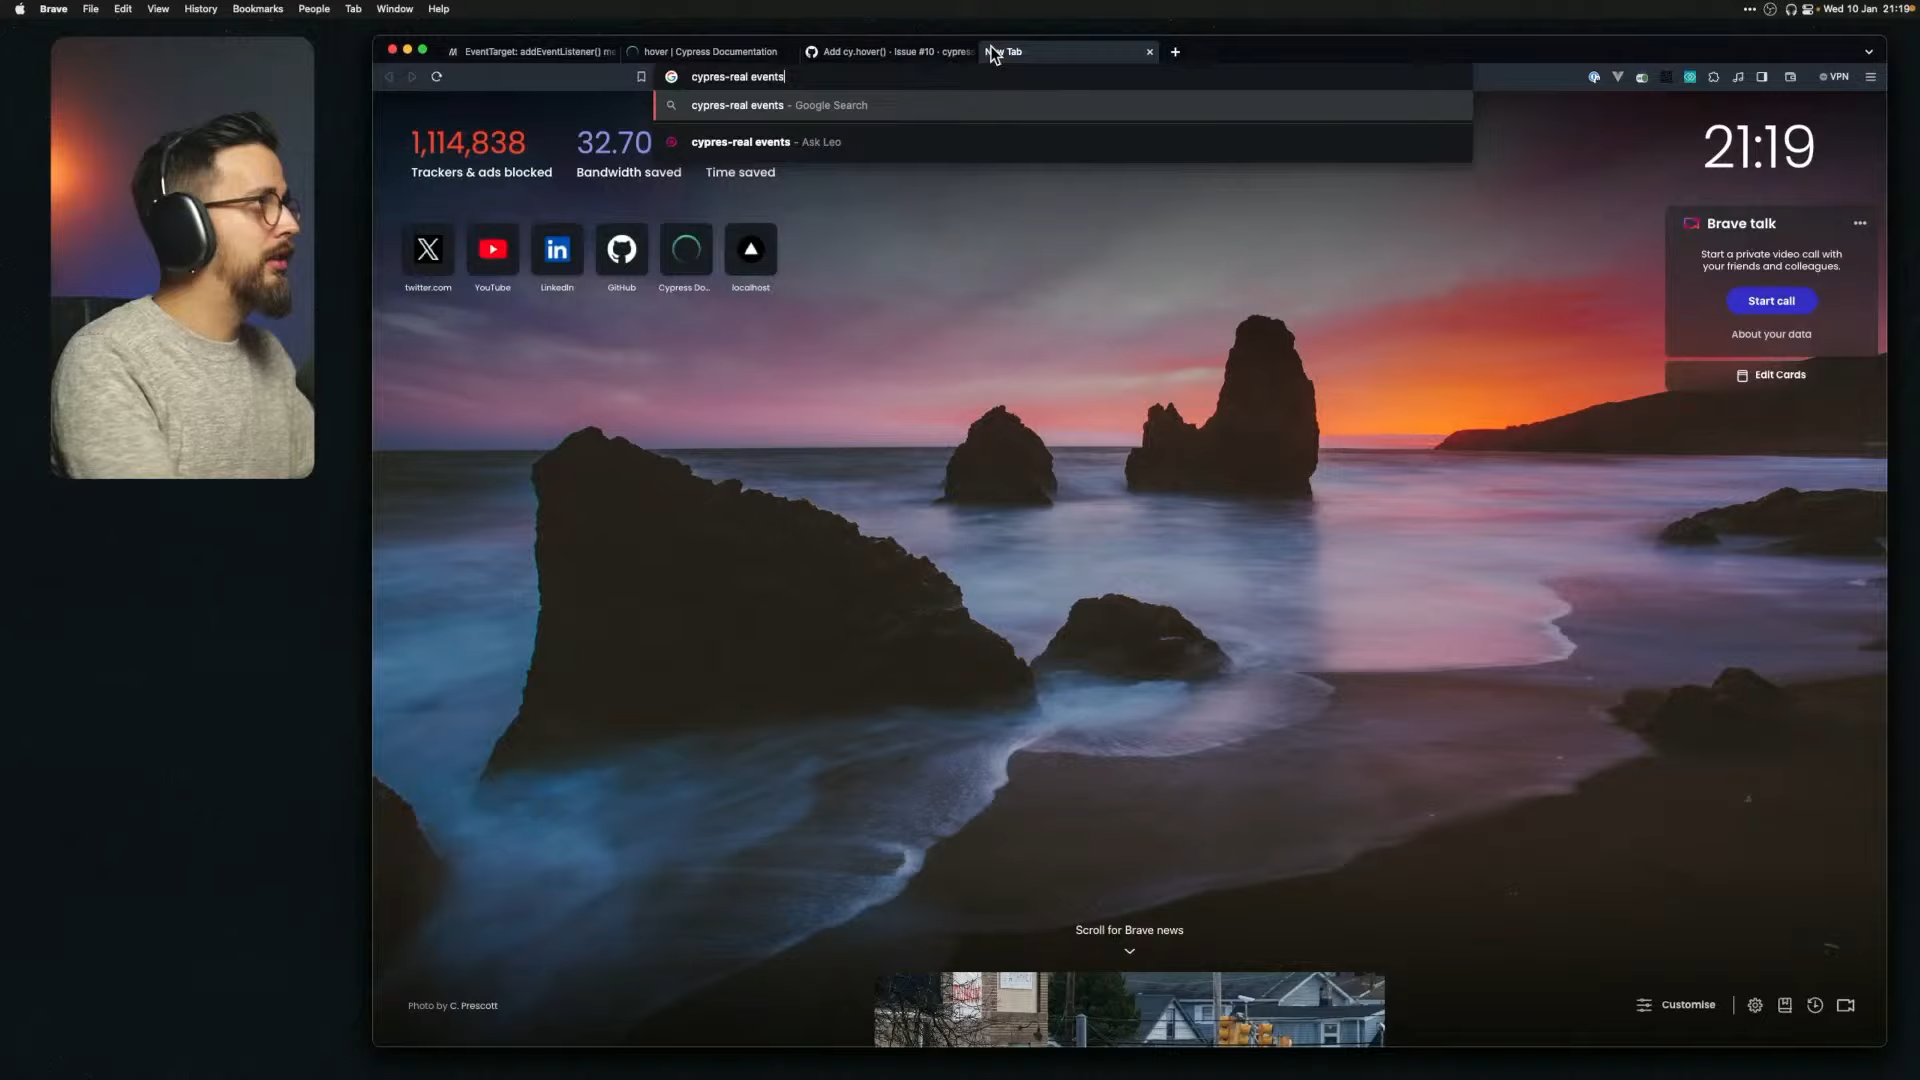 Brave File Edit View History Bookmarks People Tab Window Help
Wed 10 Jan 21:19
EventTarget: addEventListener() me
hover | Cypress Documentation
Add cy.hover() · Issue #10 · cypress
New Tab
cypres-real events
VPN
cypres-real events - Google Search
cypres-real events - Ask Leo
1,114,838
Trackers & ads blocked
32.70
Bandwidth saved
Time saved
21:19
twitter.com
YouTube
LinkedIn
GitHub
Cypress Do...
localhost
Brave talk
Start a private video call with
your friends and colleagues.
Start call
About your data
Edit Cards
Scroll for Brave news
Photo by C. Prescott
Customise